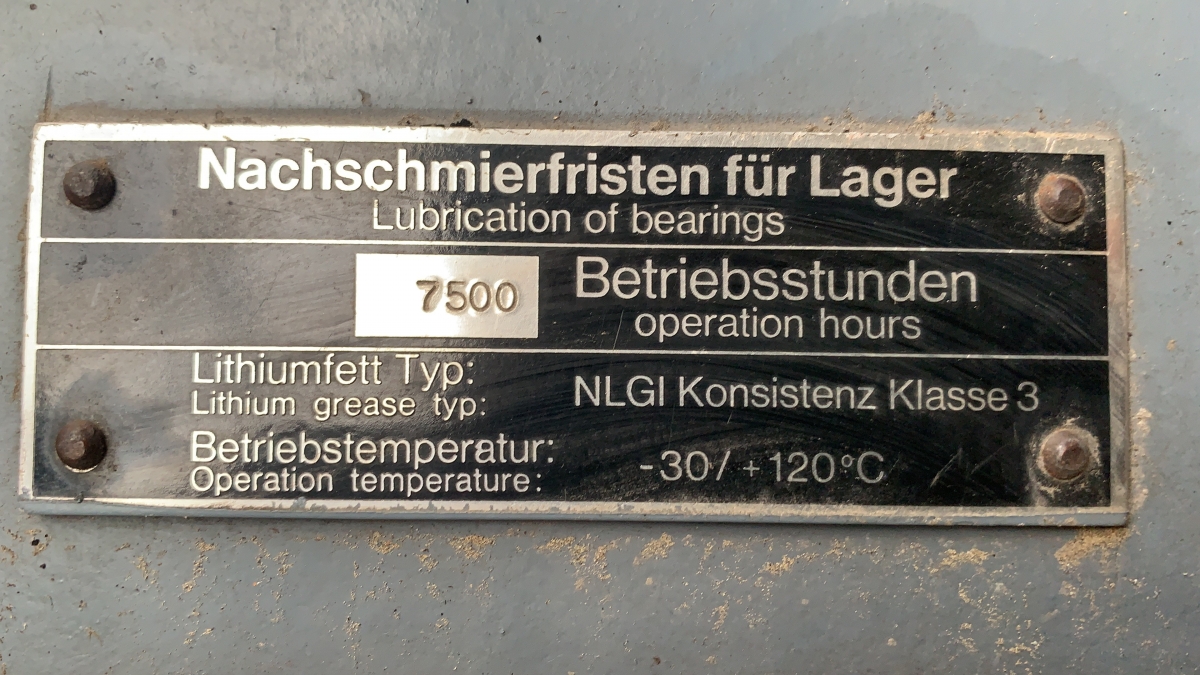 Nachschmierfristen für Lager
Lubrication of bearings
7500 Betriebsstunden
operation hours
Lithiumfett Typ:
Lithium grease typ: NLGI Konsistenz Klasse 3
Betriebstemperatur:
Operation temperature: -30/+120°C